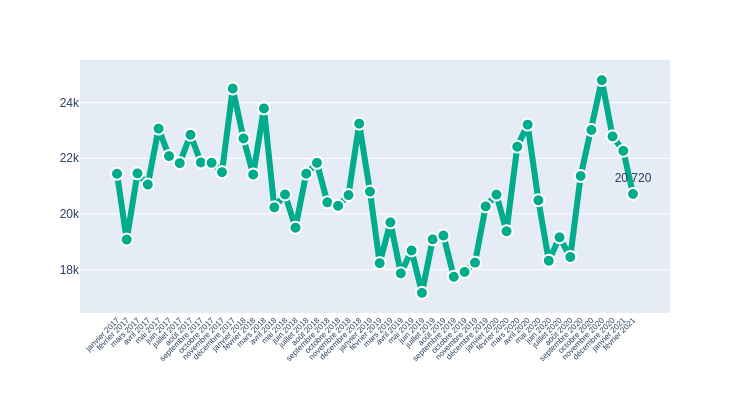 24k
22k
20k
18k
20 720
janvier 2017
février 2017
mars 2017
avril 2017
mai 2017
juin 2017
juillet 2017
août 2017
septembre 2017
octobre 2017
novembre 2017
décembre 2017
janvier 2018
février 2018
mars 2018
avril 2018
mai 2018
juin 2018
juillet 2018
août 2018
septembre 2018
octobre 2018
novembre 2018
décembre 2018
janvier 2019
février 2019
mars 2019
avril 2019
mai 2019
juin 2019
juillet 2019
août 2019
septembre 2019
octobre 2019
novembre 2019
décembre 2019
janvier 2020
février 2020
mars 2020
avril 2020
mai 2020
juin 2020
juillet 2020
août 2020
septembre 2020
octobre 2020
novembre 2020
décembre 2020
janvier 2021
février 2021